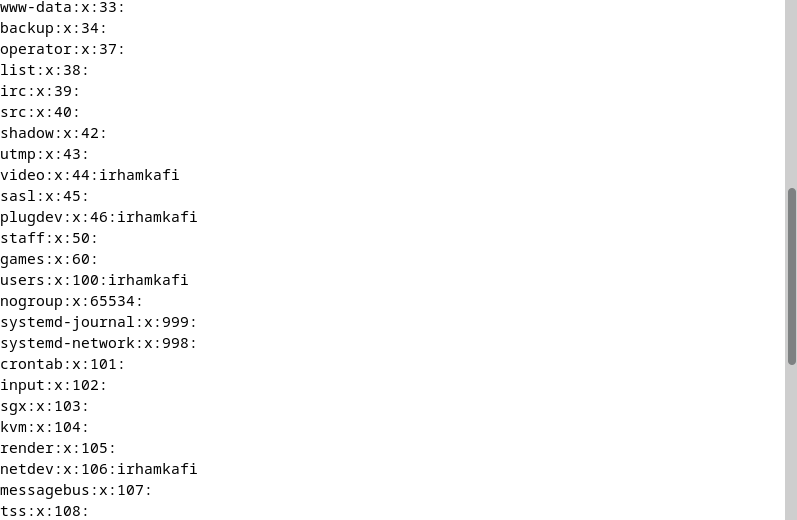 www-data:x:33:
backup:x:34:
operator:x:37:
list:x:38:
irc:x:39:
src:x:40:
shadow:x:42:
utmp:x:43:
video:x:44:irhamkafi
sasl:x:45:
plugdev:x:46:irhamkafi
staff:x:50:
games:x:60:
users:x:100:irhamkafi
nogroup:x:65534:
systemd-journal:x:999:
systemd-network:x:998:
crontab:x:101:
input:x:102:
sgx:x:103:
kvm:x:104:
render:x:105:
netdev:x:106:irhamkafi
messagebus:x:107:
tss:x:108: